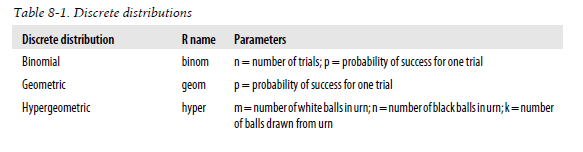 Table 8-1. Discrete distributions
Discrete distribution R name Parameters
Binomial binom n = number of trials; p = probability of success for one trial
Geometric geom p = probability of success for one trial
Hypergeometric hyper m = number of white balls in urn; n = number of black balls in urn; k = number
of balls drawn from urn